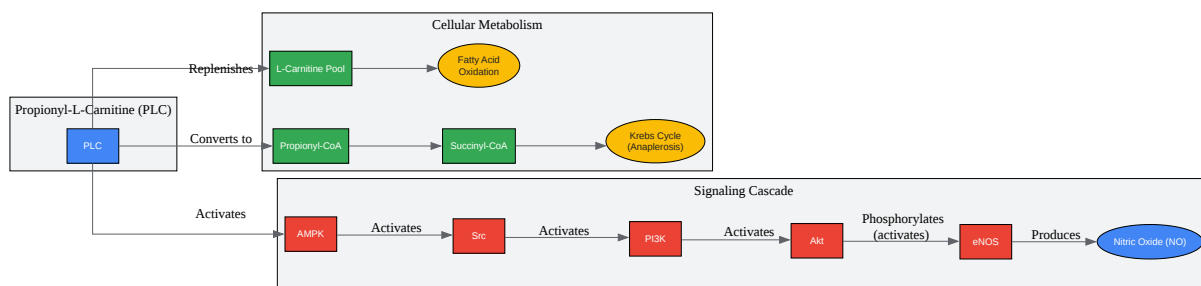 Cellular Metabolism
Replenishes
L-Carnitine Pool
Fatty Acid
Oxidation
Propionyl-L-Carnitine (PLC)
PLC
Converts to
Propionyl-CoA
Succinyl-CoA
Krebs Cycle
(Anaplerosis)
Signaling Cascade
Activates
AMPK
Activates
Src
Activates
PI3K
Activates
Akt
Phosphorylates
(activates)
eNOS
Produces
Nitric Oxide (NO)